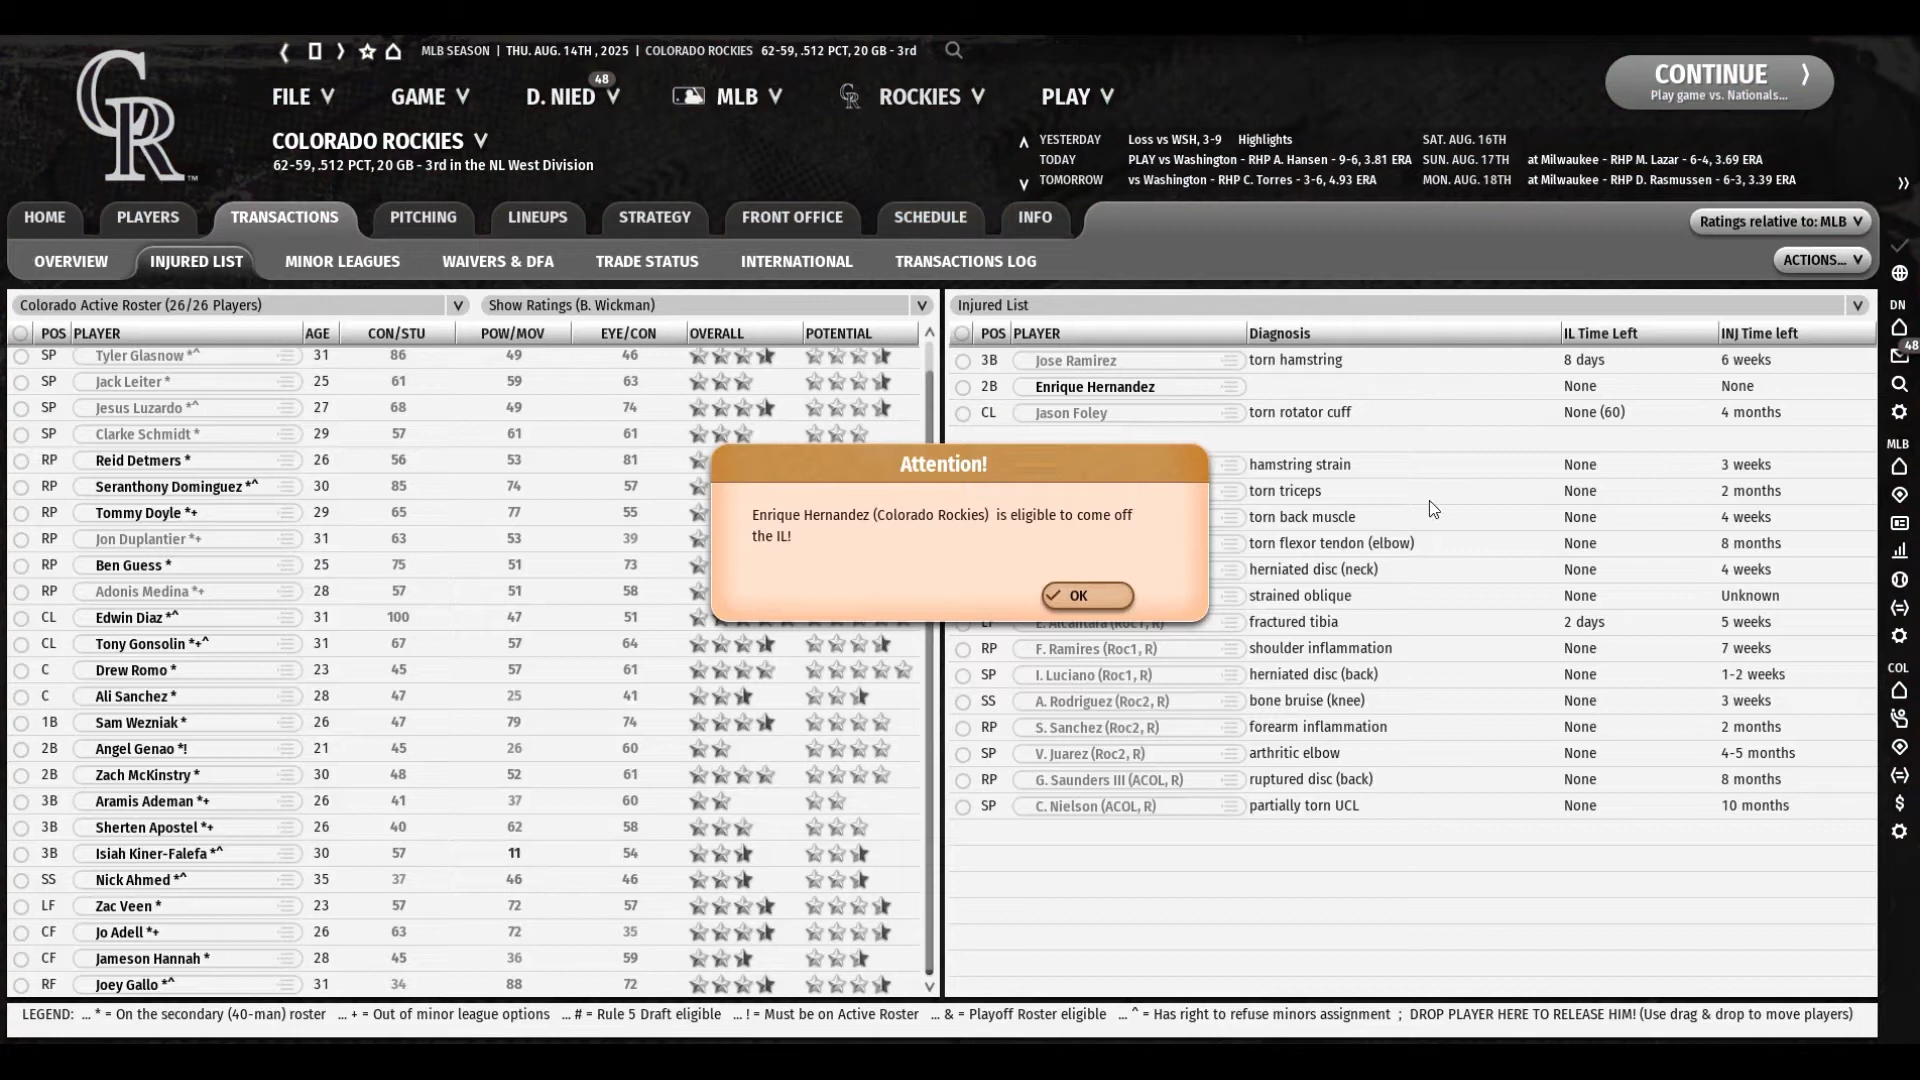 MLB SEASON | THU. AUG. 14TH , 2025 | COLORADO ROCKIES 62-59, .512 PCT, 20 GB - 3rd
FILE GAME D. NIED 48 MLB ROCKIES PLAY
CONTINUE
Play game vs. Nationals...
COLORADO ROCKIES
62-59, .512 PCT, 20 GB - 3rd in the NL West Division
YESTERDAY Loss vs WSH, 3-9 Highlights SAT. AUG. 16TH
TODAY PLAY vs Washington - RHP A. Hansen - 9-6, 3.81 ERA SUN. AUG. 17TH at Milwaukee - RHP M. Lazar - 6-4, 3.69 ERA
TOMORROW vs Washington - RHP C. Torres - 3-6, 4.93 ERA MON. AUG. 18TH at Milwaukee - RHP D. Rasmussen - 6-3, 3.39 ERA
HOME PLAYERS TRANSACTIONS PITCHING LINEUPS STRATEGY FRONT OFFICE SCHEDULE INFO
Ratings relative to: MLB
OVERVIEW INJURED LIST MINOR LEAGUES WAIVERS & DFA TRADE STATUS INTERNATIONAL TRANSACTIONS LOG
ACTIONS...
Colorado Active Roster (26/26 Players) Show Ratings (B. Wickman)
POS PLAYER AGE CON/STU POW/MOV EYE/CON OVERALL POTENTIAL
SP Tyler Glasnow *^ 31 86 49 46
SP Jack Leiter * 25 61 59 63
SP Jesus Luzardo *^ 27 68 49 74
SP Clarke Schmidt * 29 57 61 61
RP Reid Detmers * 26 56 53 81
RP Seranthony Dominguez *^ 30 85 74 57
RP Tommy Doyle *+ 29 65 77 55
RP Jon Duplantier *+ 31 63 53 39
RP Ben Guess * 25 75 51 73
RP Adonis Medina *+ 28 57 51 58
CL Edwin Diaz *^ 31 100 47 51
CL Tony Gonsolin *+^ 31 67 57 64
C Drew Romo * 23 45 57 61
C Ali Sanchez * 28 47 25 41
1B Sam Wezniak * 26 47 79 74
2B Angel Genao *! 21 45 26 60
2B Zach McKinstry * 30 48 52 61
3B Aramis Ademan *+ 26 41 37 60
3B Sherten Apostel *+ 26 40 62 58
3B Isiah Kiner-Falefa *^ 30 57 11 54
SS Nick Ahmed *^ 35 37 46 46
LF Zac Veen * 23 57 72 57
CF Jo Adell *+ 26 63 72 35
CF Jameson Hannah * 28 45 36 59
RF Joey Gallo *^ 31 34 88 72
Injured List
POS PLAYER Diagnosis IL Time Left INJ Time left
3B Jose Ramirez torn hamstring 8 days 6 weeks
2B Enrique Hernandez None None
CL Jason Foley torn rotator cuff None (60) 4 months
hamstring strain None 3 weeks
torn triceps None 2 months
torn back muscle None 4 weeks
torn flexor tendon (elbow) None 8 months
herniated disc (neck) None 4 weeks
strained oblique None Unknown
LF E. Alcantara (Roc1, R) fractured tibia 2 days 5 weeks
RP F. Ramires (Roc1, R) shoulder inflammation None 7 weeks
SP I. Luciano (Roc1, R) herniated disc (back) None 1-2 weeks
SS A. Rodriguez (Roc2, R) bone bruise (knee) None 3 weeks
RP S. Sanchez (Roc2, R) forearm inflammation None 2 months
SP V. Juarez (Roc2, R) arthritic elbow None 4-5 months
RP G. Saunders III (ACOL, R) ruptured disc (back) None 8 months
SP C. Nielson (ACOL, R) partially torn UCL None 10 months
Attention!
Enrique Hernandez (Colorado Rockies) is eligible to come off
the IL!
OK
DN
48
MLB
COL
LEGEND: ... * = On the secondary (40-man) roster ... + = Out of minor league options ... # = Rule 5 Draft eligible ... ! = Must be on Active Roster ... & = Playoff Roster eligible ... ^ = Has right to refuse minors assignment ; DROP PLAYER HERE TO RELEASE HIM! (Use drag & drop to move players)